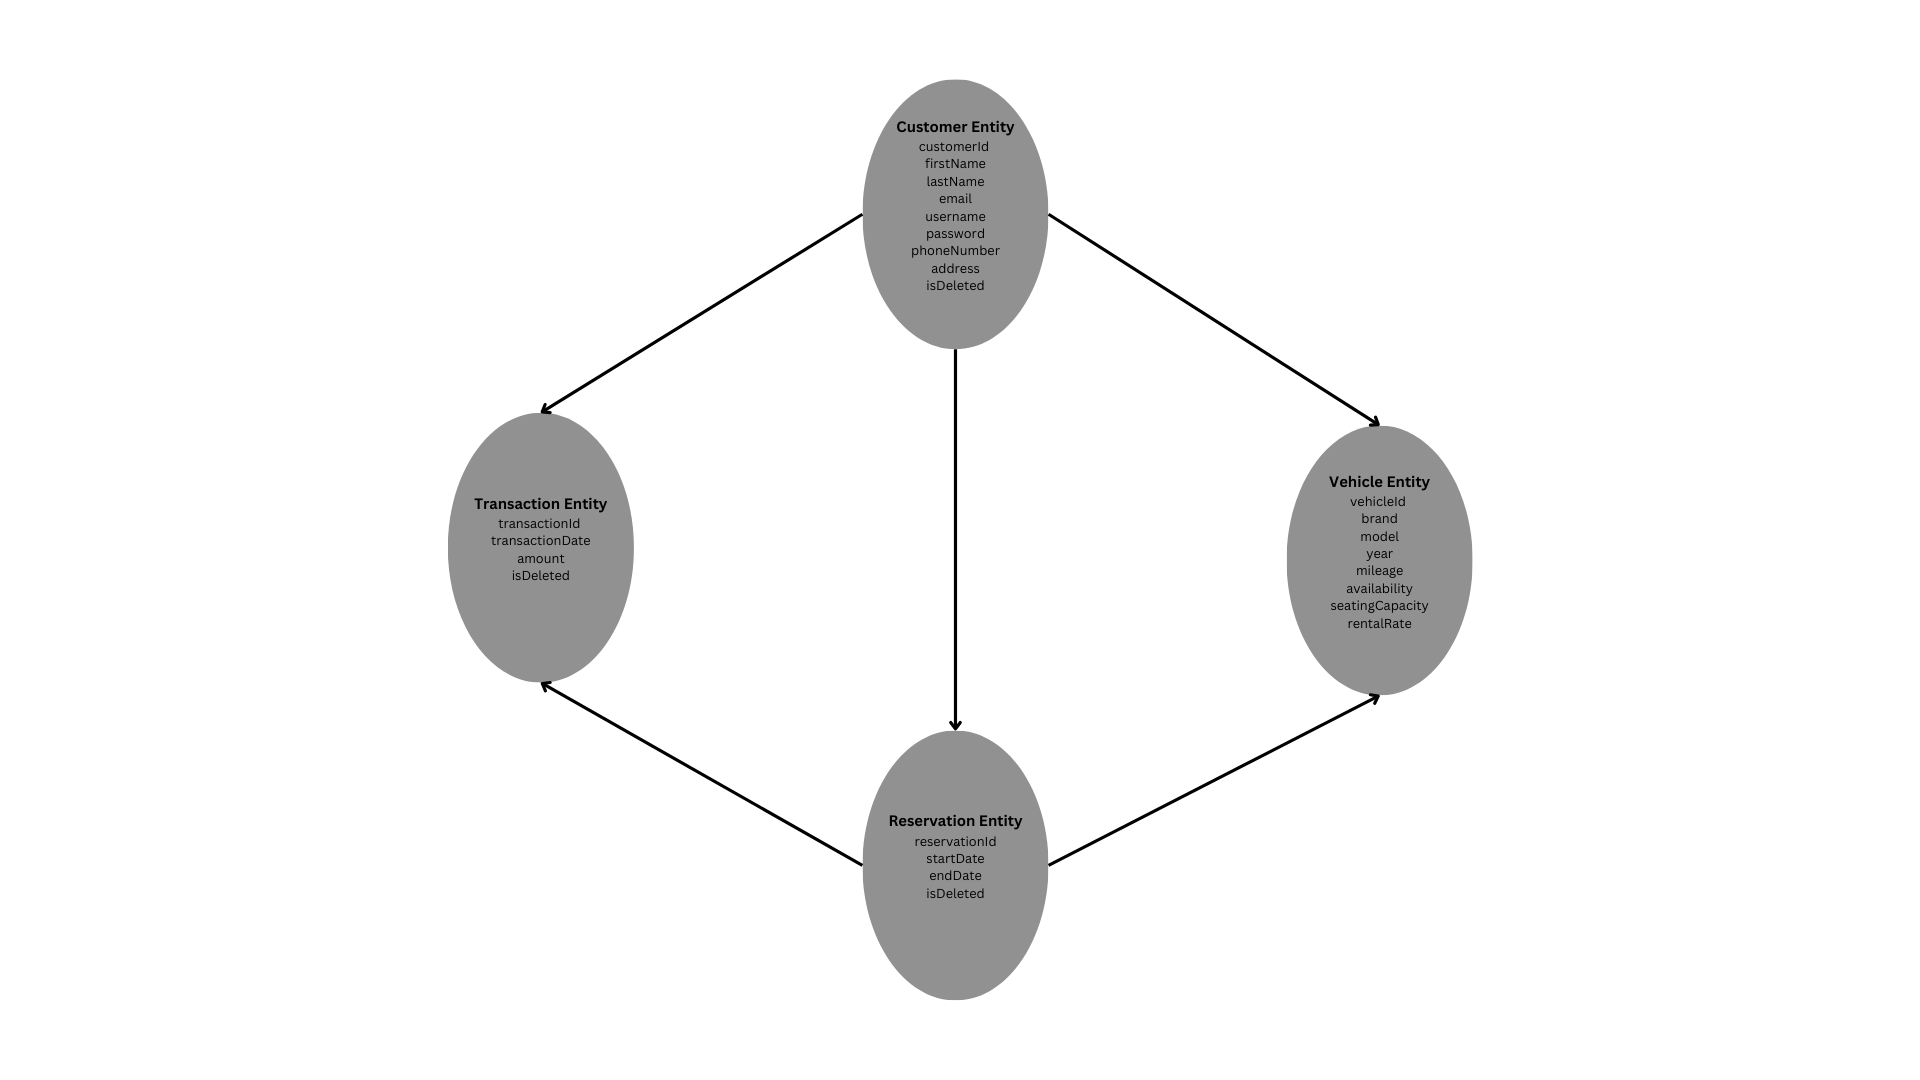 Customer Entity
customerId
firstName
lastName
email
username
password
phoneNumber
address
isDeleted
Transaction Entity
transactionId
transactionDate
amount
isDeleted
Vehicle Entity
vehicleId
brand
model
year
mileage
availability
seatingCapacity
rentalRate
Reservation Entity
reservationId
startDate
endDate
isDeleted